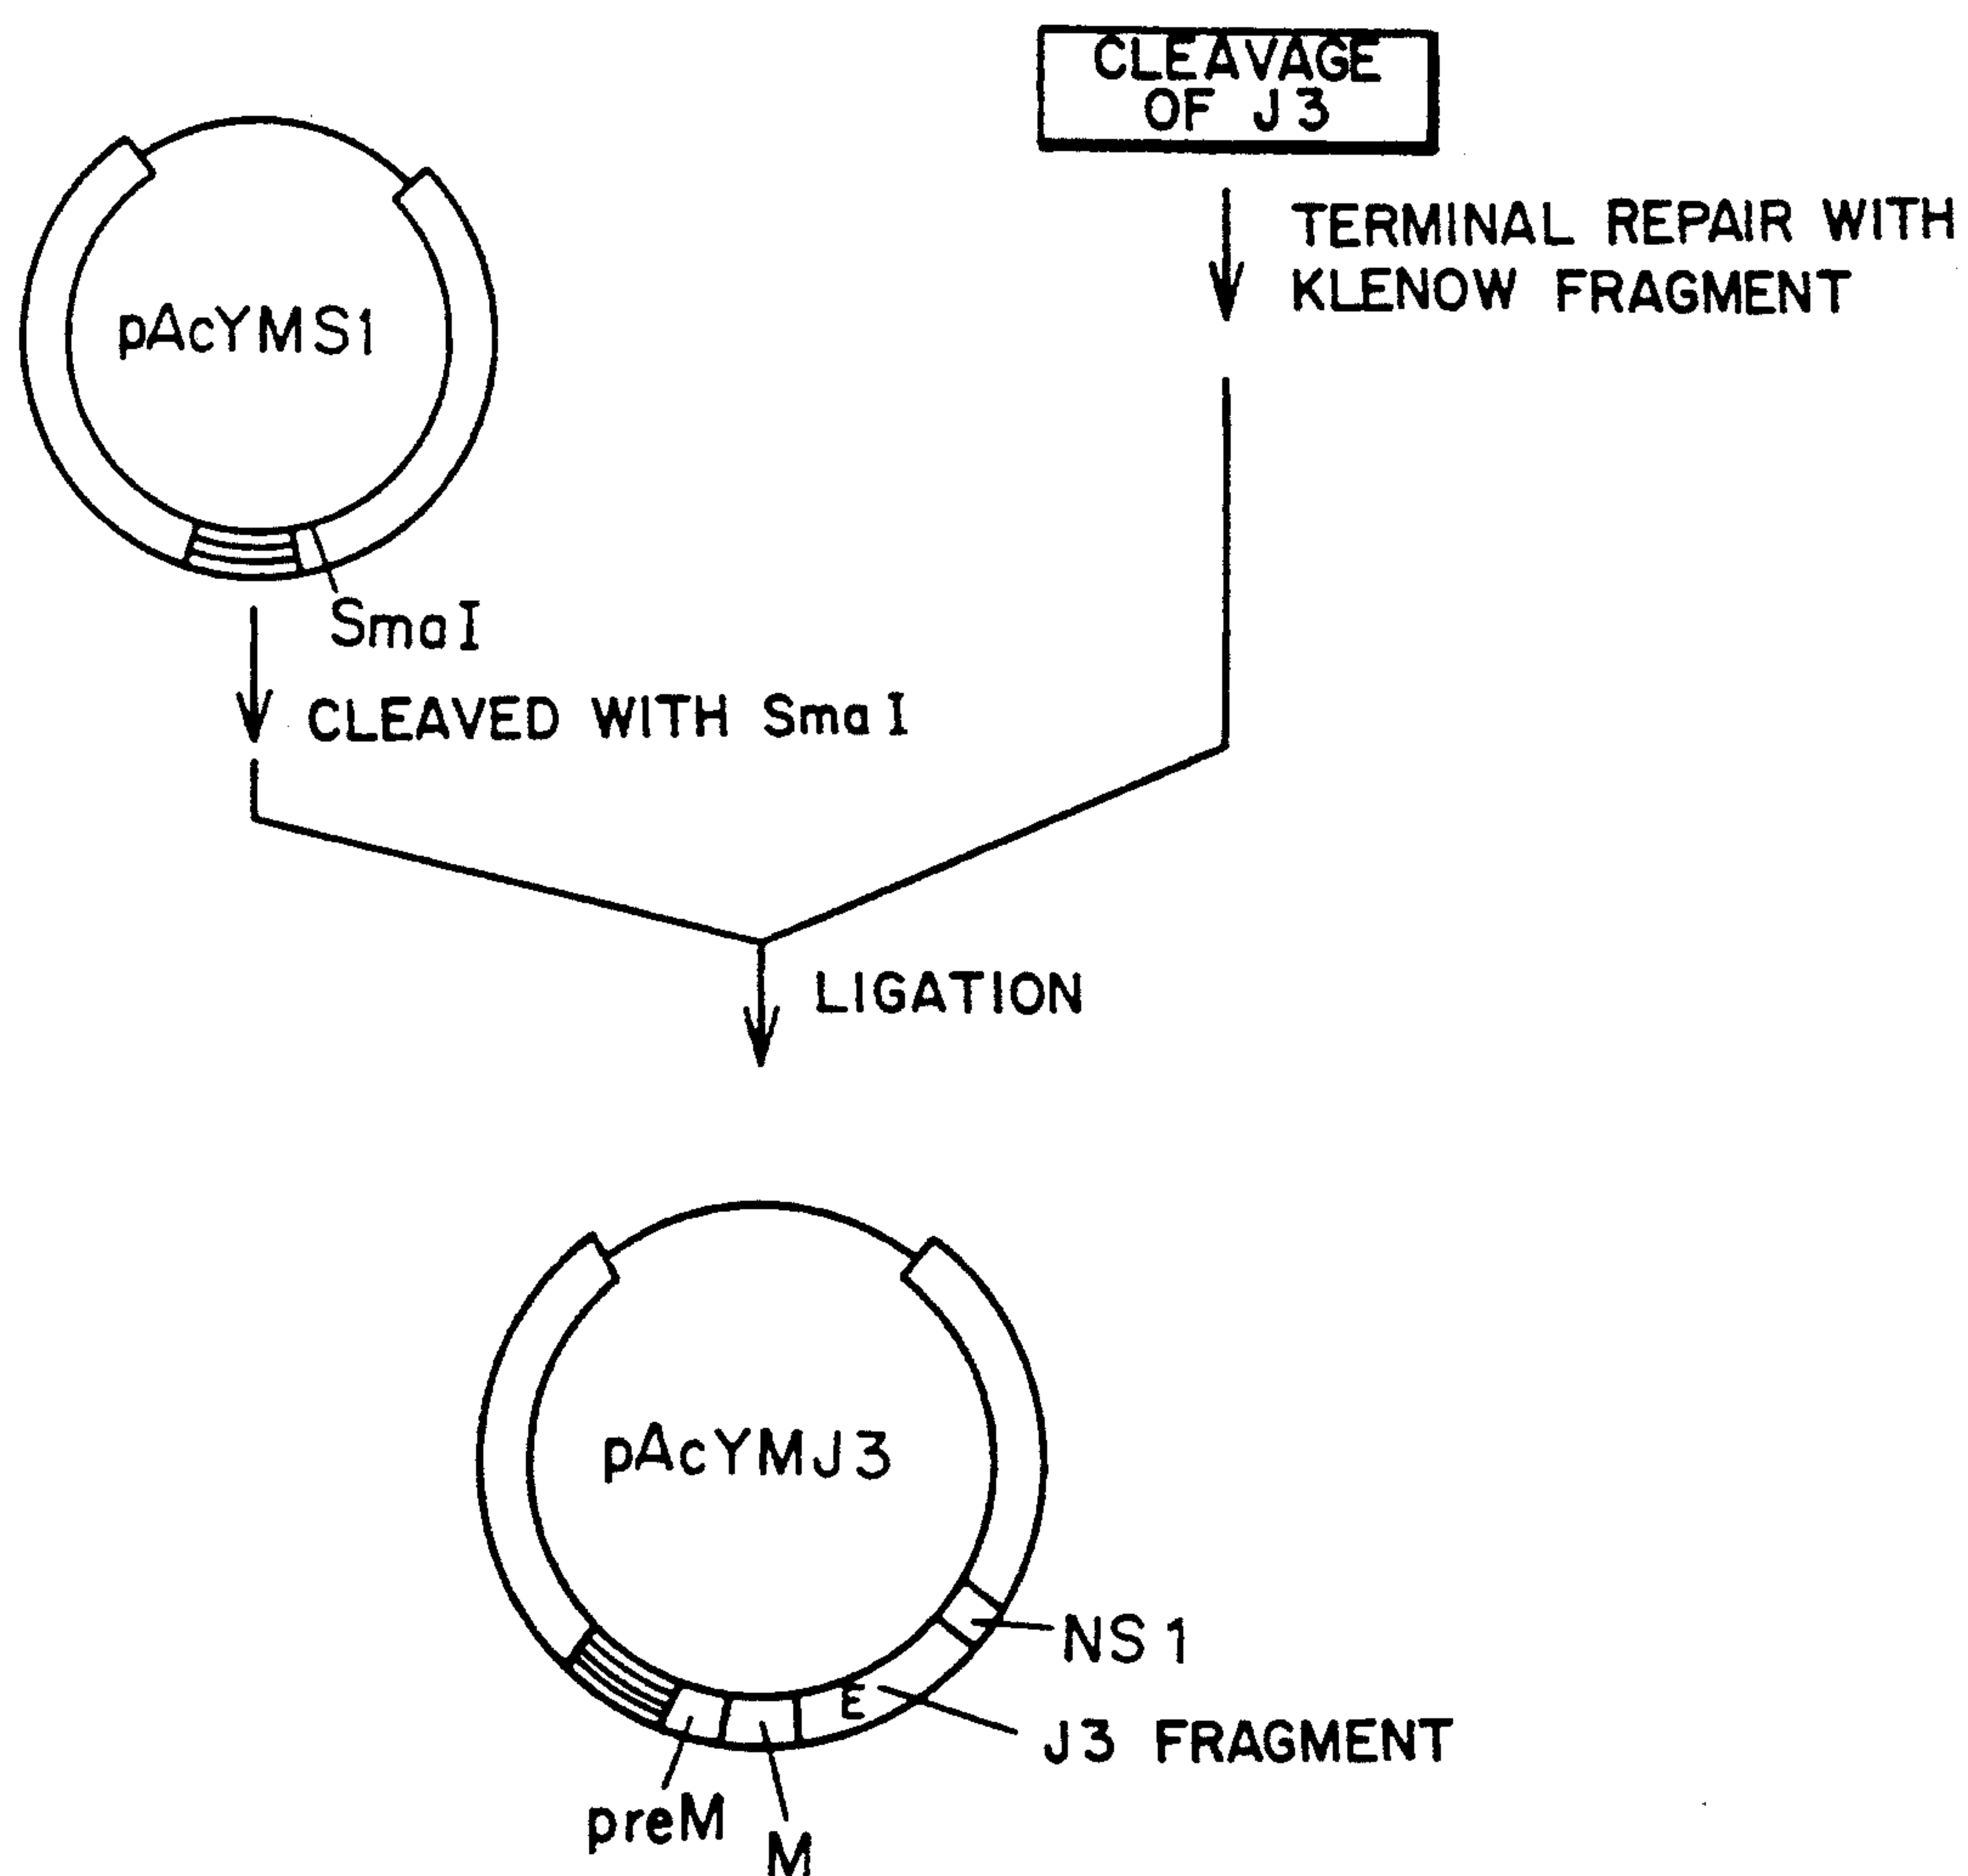 CLEAVAGE
OF J3
TERMINAL REPAIR WITH
KLENOW FRAGMENT
pAcYMS1
SmaI
CLEAVED WITH SmaI
LIGATION
pAcYMJ3
NS1
E
J3 FRAGMENT
preM
M